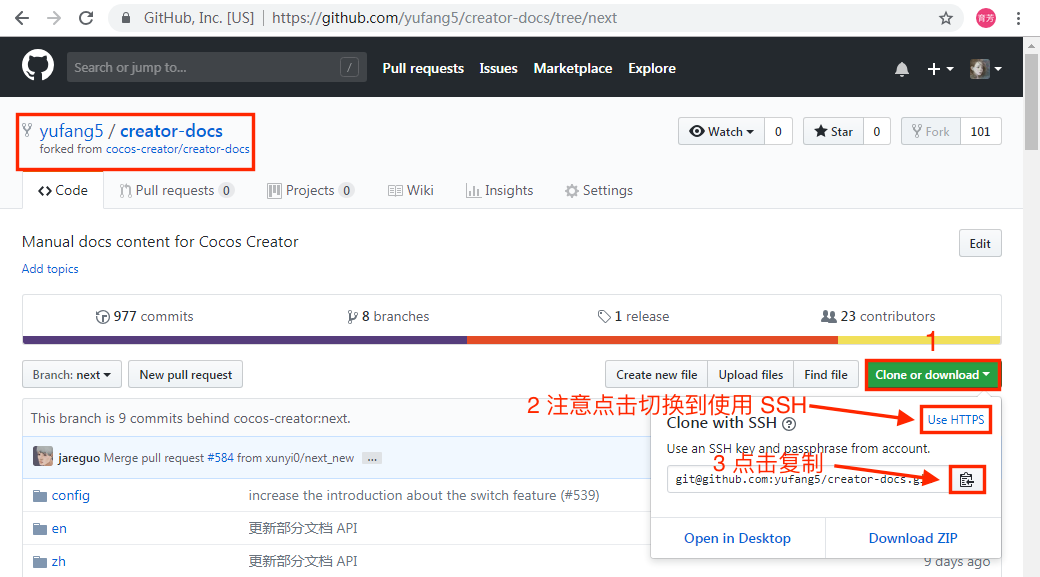 GitHub, Inc. [US] https://github.com/yufang5/creator-docs/tree/next 育芳
Search or jump to... / Pull requests Issues Marketplace Explore
yufang5 / creator-docs Watch 0 Star 0 Fork 101
forked from cocos-creator/creator-docs
Code Pull requests 0 Projects 0 Wiki Insights Settings
Manual docs content for Cocos Creator Edit
Add topics
977 commits 8 branches 1 release 23 contributors
1
Branch: next New pull request Create new file Upload files Find file Clone or download
2 注意点击切换到使用 SSH
This branch is 9 commits behind cocos-creator:next.
Clone with SSH ? Use HTTPS
Use an SSH key and passphrase from account.
jareguo Merge pull request #584 from xunyi0/next_new ...
3 点击复制
git@github.com:yufang5/creator-docs.g
config increase the introduction about the switch feature (#539)
en 更新部分文档 API
Open in Desktop Download ZIP
zh 更新部分文档 API 9 days ago